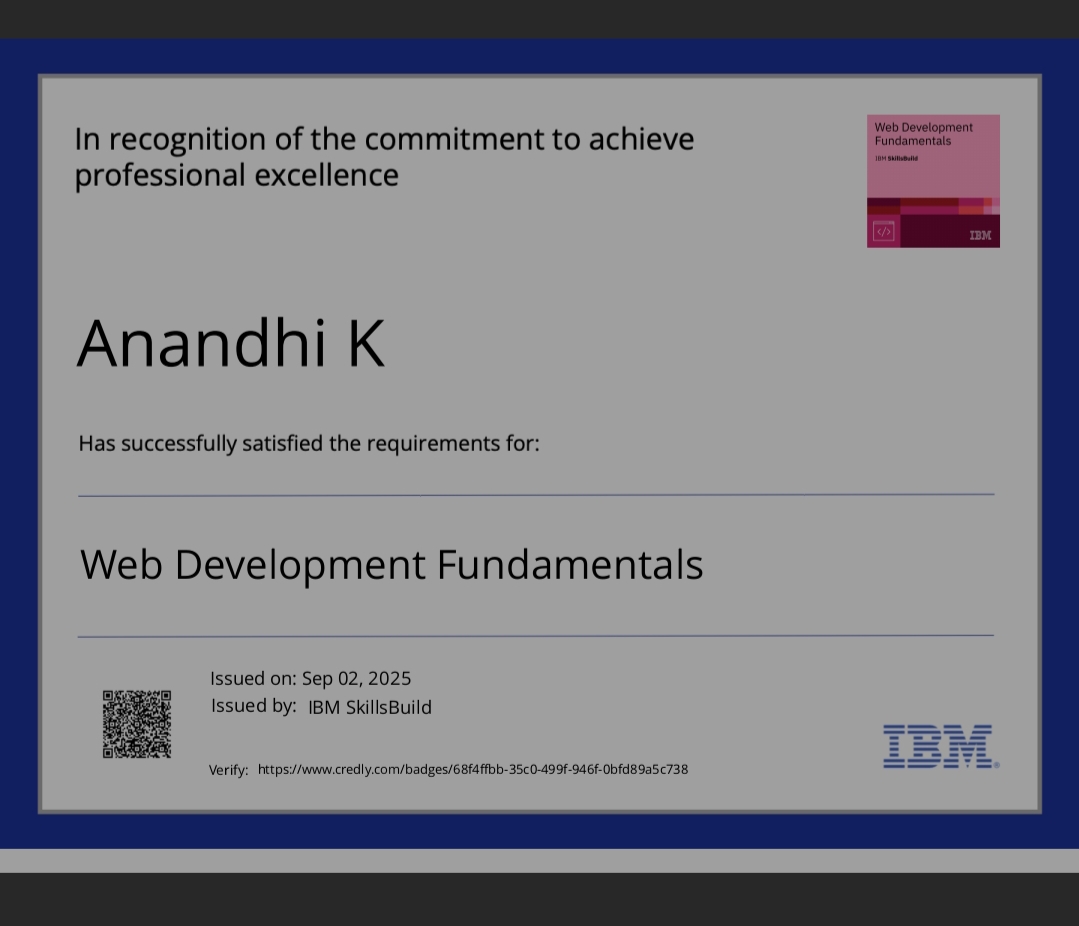 In recognition of the commitment to achieve
professional excellence
Web Development
Fundamentals
IBM SkillsBuild
</>
IBM
Anandhi K
Has successfully satisfied the requirements for:
Web Development Fundamentals
Issued on: Sep 02, 2025
Issued by: IBM SkillsBuild
Verify: https://www.credly.com/badges/68f4ffbb-35c0-499f-946f-0bfd89a5c738
IBM®